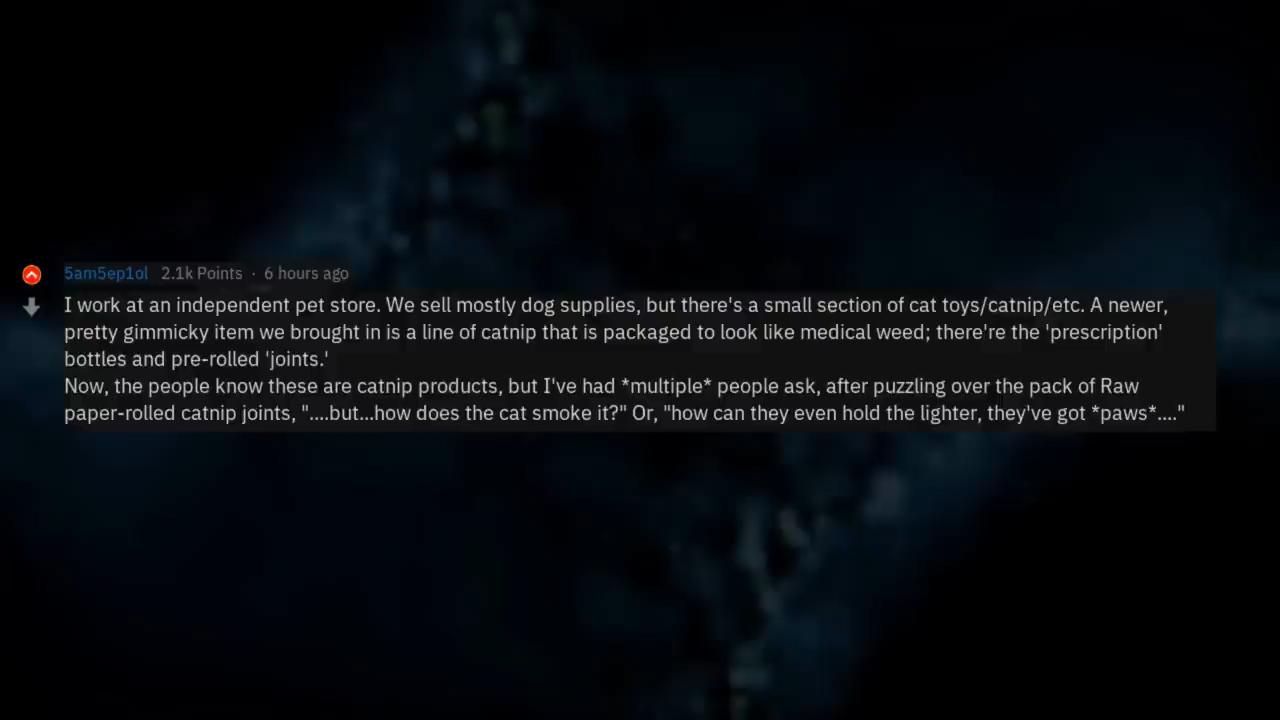 5am5ep1ol 2.1k Points · 6 hours ago
I work at an independent pet store. We sell mostly dog supplies, but there's a small section of cat toys/catnip/etc. A newer,
pretty gimmicky item we brought in is a line of catnip that is packaged to look like medical weed; there're the 'prescription'
bottles and pre-rolled 'joints.'
Now, the people know these are catnip products, but I've had *multiple* people ask, after puzzling over the pack of Raw
paper-rolled catnip joints, "....but...how does the cat smoke it?" Or, "how can they even hold the lighter, they've got *paws*...."